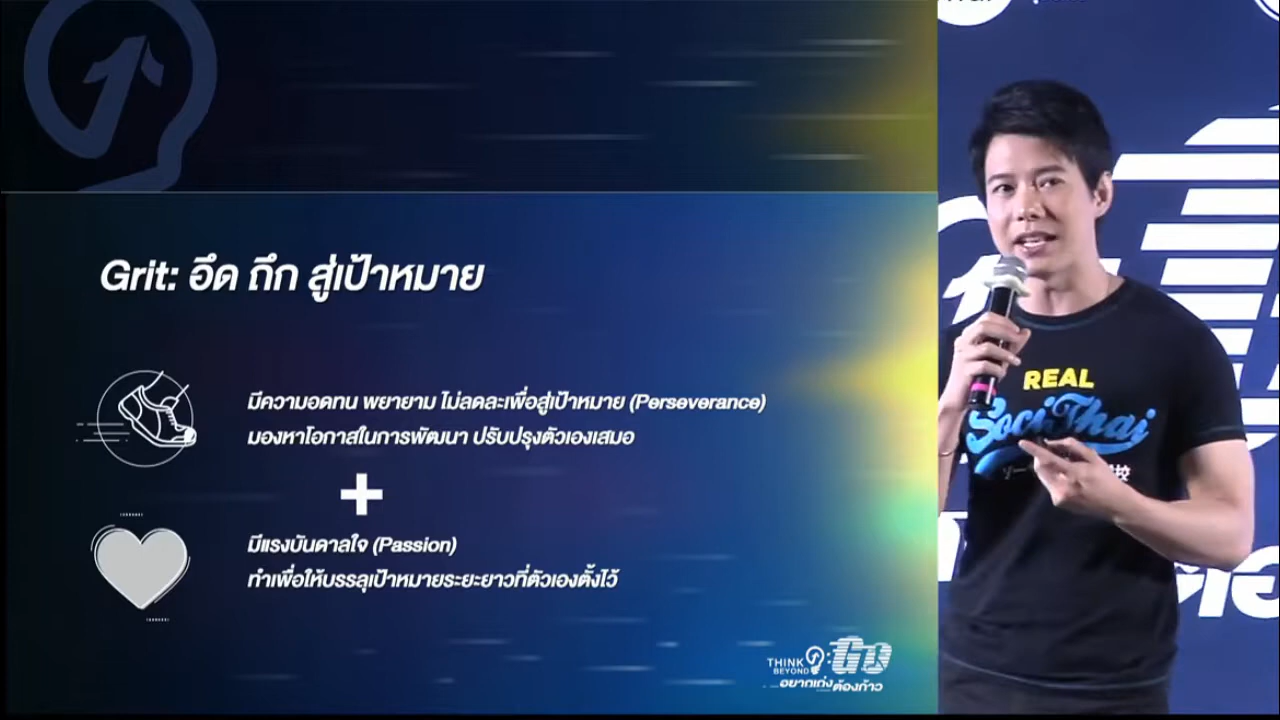 Grit: อึด ถึก สู่เป้าหมาย
มีความอดทน พยายาม ไม่ลดละเพื่อสู่เป้าหมาย (Perseverance)
มองหาโอกาสในการพัฒนา ปรับปรุงตัวเองเสมอ
+
มีแรงบันดาลใจ (Passion)
ทำเพื่อให้บรรลุเป้าหมายระยะยาวที่ตัวเองตั้งไว้
THINK
BEYOND
อยากเก่ง ต้องก้าว
REAL
SociThai